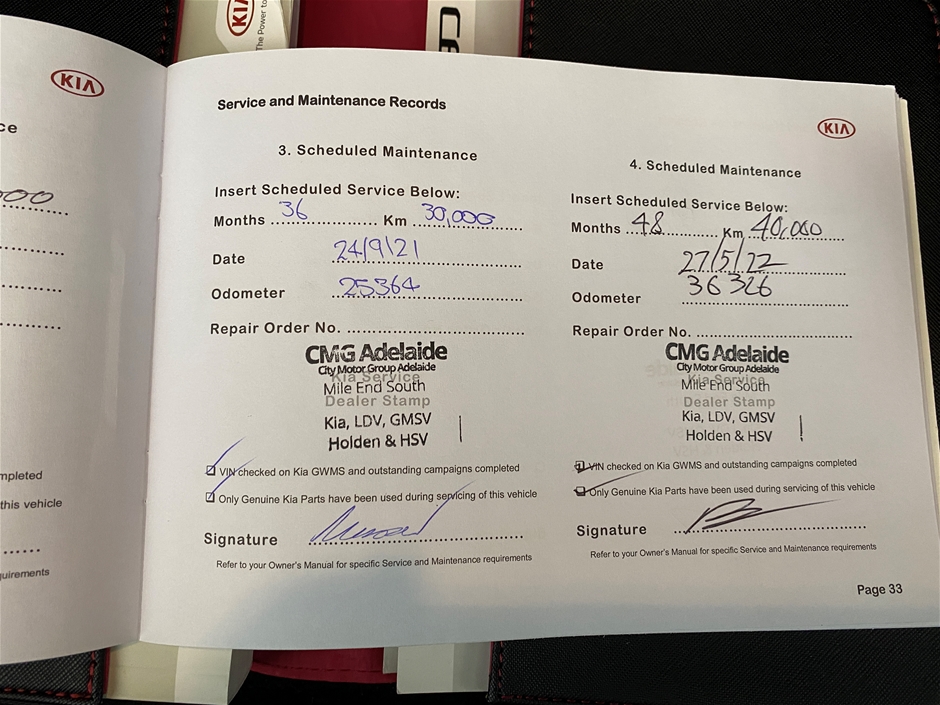 KIA
The Power to
KIA
ce
000
mpleted
this vehicle
quirements
Service and Maintenance Records
KIA
3. Scheduled Maintenance
Insert Scheduled Service Below:
Months 36 Km 30,000
Date 24/9/21
Odometer 25364
Repair Order No.
CMG Adelaide
City Motor Group Adelaide
Kia Service
Mile End South
Dealer Stamp
Kia, LDV, GMSV
Holden & HSV
VIN checked on Kia GWMS and outstanding campaigns completed
Only Genuine Kia Parts have been used during servicing of this vehicle
Signature
Refer to your Owner's Manual for specific Service and Maintenance requirements
4. Scheduled Maintenance
Insert Scheduled Service Below:
Months 48 Km 40,000
Date 27/5/22
Odometer 36326
Repair Order No.
CMG Adelaide
City Motor Group Adelaide
Kia Service
Mile End South
Dealer Stamp
Kia, LDV, GMSV
Holden & HSV
VIN checked on Kia GWMS and outstanding campaigns completed
Only Genuine Kia Parts have been used during servicing of this vehicle
Signature
Refer to your Owner's Manual for specific Service and Maintenance requirements
Page 33